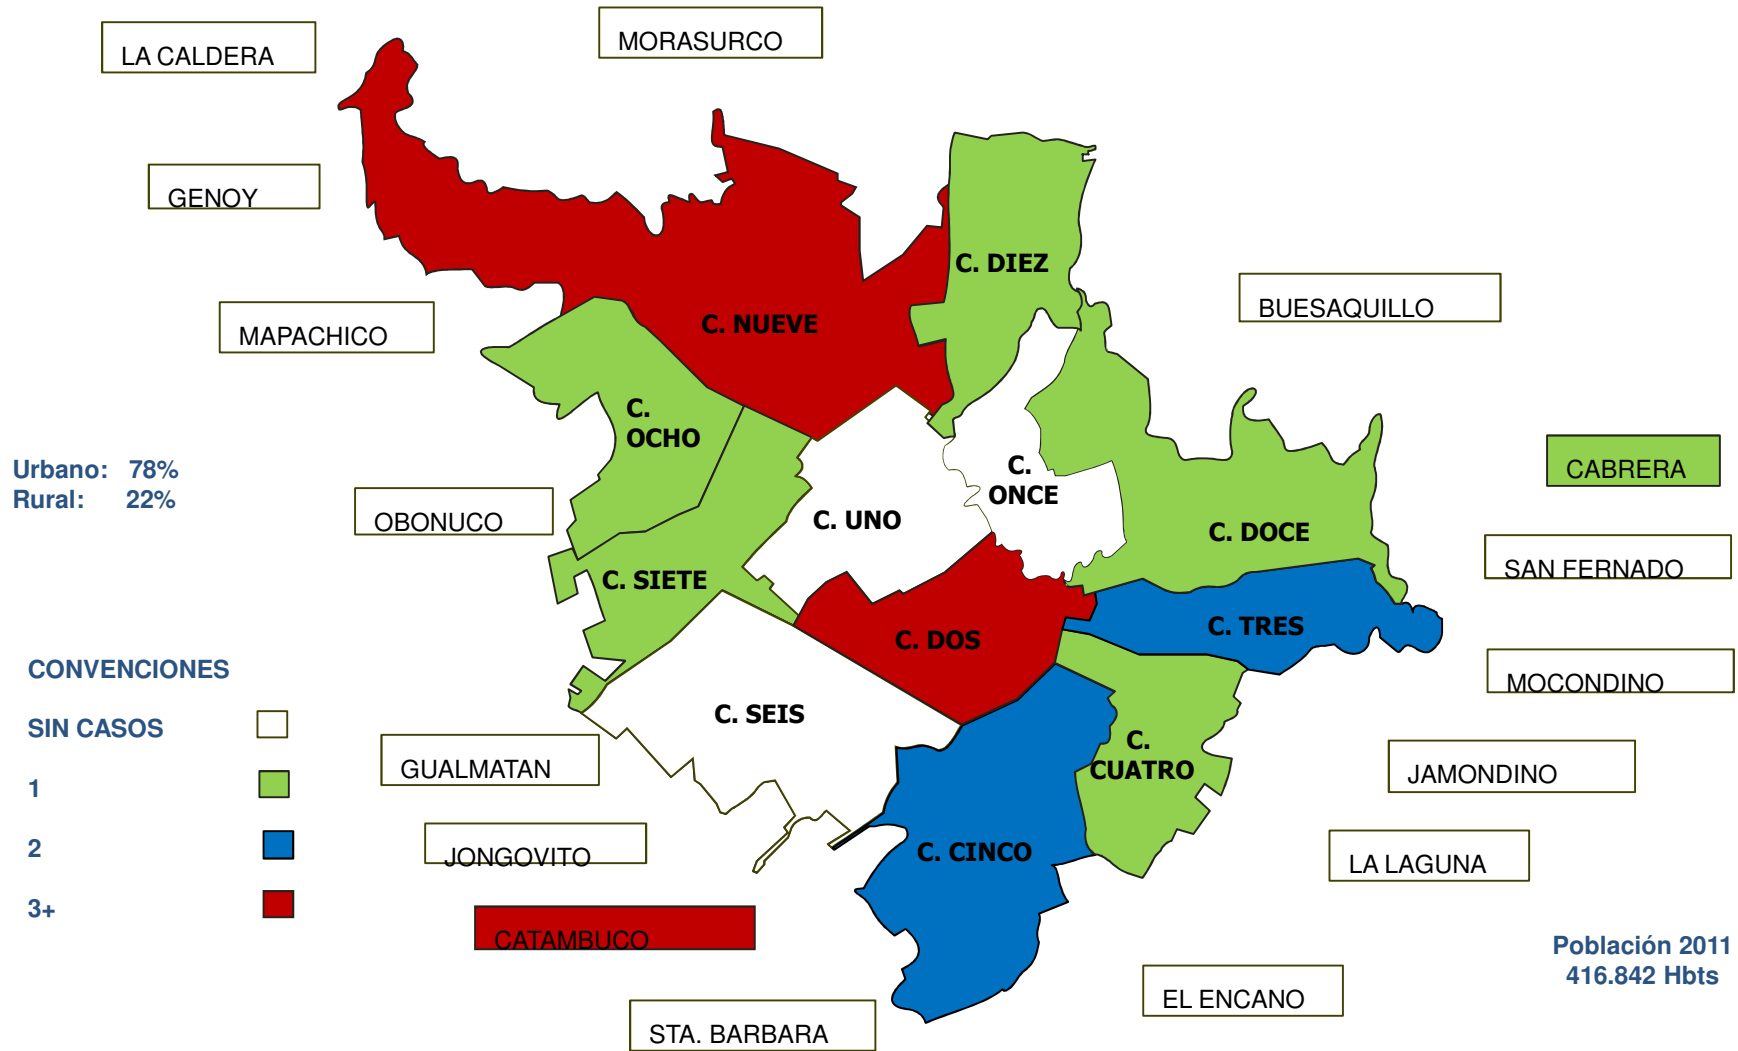 LA CALDERA
MORASURCO
GENOY
MAPACHICO
C. DIEZ
BUESAQUILLO
C. NUEVE
C.
OCHO
Urbano: 78%
Rural: 22%
OBONUCO
C. UNO
C.
ONCE
CABRERA
C. DOCE
SAN FERNADO
C. SIETE
C. DOS
C. TRES
MOCONDINO
CONVENCIONES
SIN CASOS
1
2
3+
C. SEIS
C.
CUATRO
GUALMATAN
JAMONDINO
JONGOVITO
C. CINCO
LA LAGUNA
CATAMBUCO
Población 2011
416.842 Hbts
EL ENCANO
STA. BARBARA